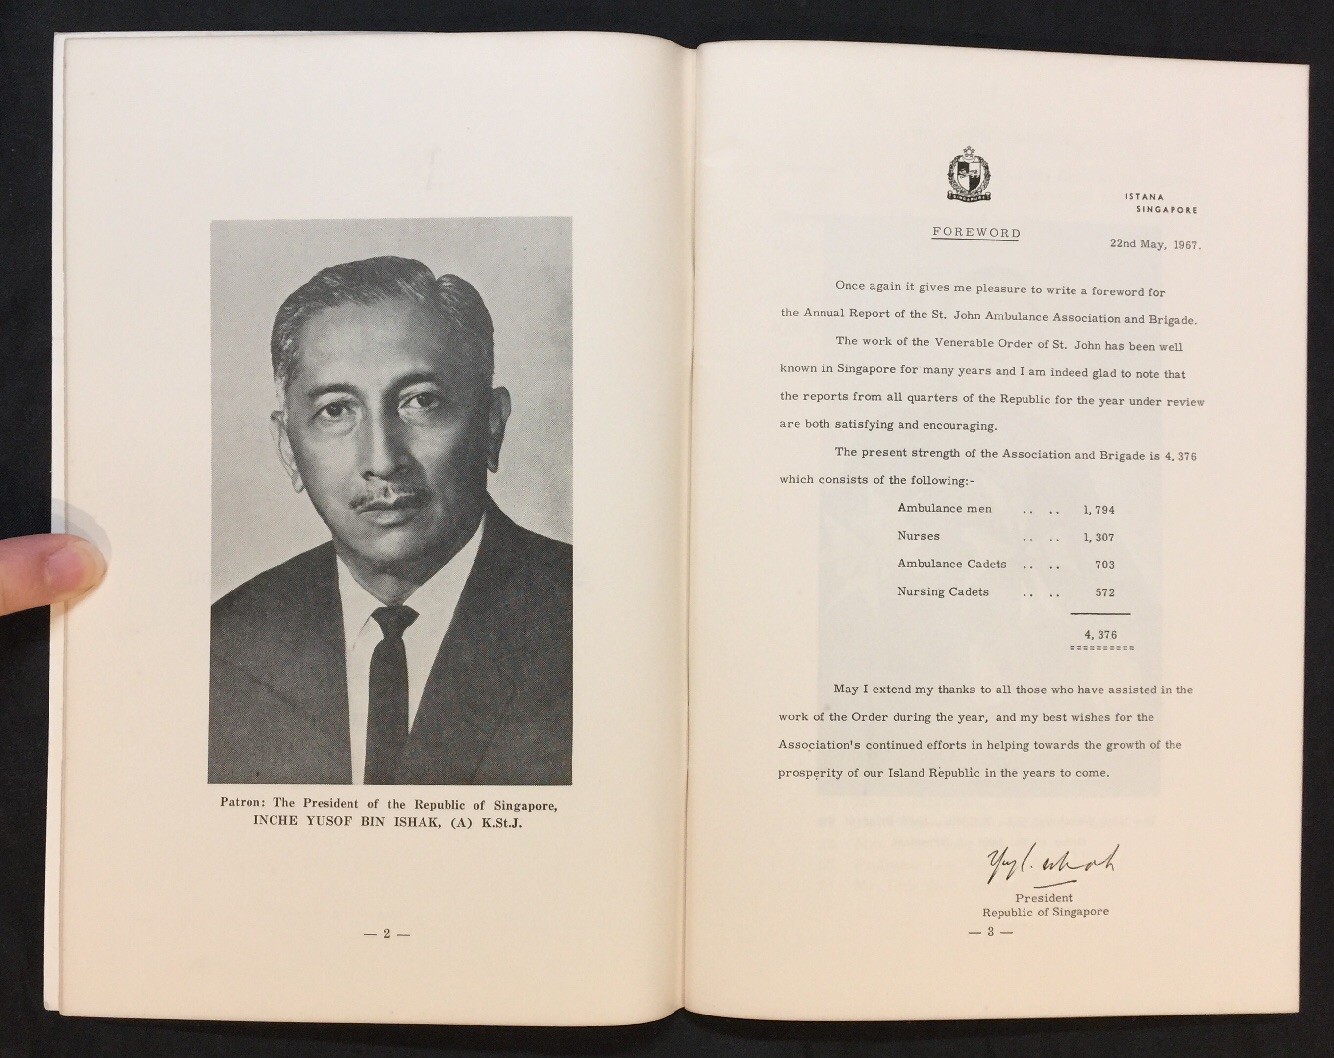 Patron: The President of the Republic of Singapore,
INCHE YUSOF BIN ISHAK, (A) K.St.J.
— 2 —
ISTANA
SINGAPORE
FOREWORD
22nd May, 1967.
Once again it gives me pleasure to write a foreword for
the Annual Report of the St. John Ambulance Association and Brigade.
The work of the Venerable Order of St. John has been well
known in Singapore for many years and I am indeed glad to note that
the reports from all quarters of the Republic for the year under review
are both satisfying and encouraging.
The present strength of the Association and Brigade is 4,376
which consists of the following:-
Ambulance men .. .. 1,794
Nurses .. .. 1,307
Ambulance Cadets .. .. 703
Nursing Cadets .. .. 572
4,376
==========
May I extend my thanks to all those who have assisted in the
work of the Order during the year, and my best wishes for the
Association's continued efforts in helping towards the growth of the
prosperity of our Island Republic in the years to come.
President
Republic of Singapore
— 3 —